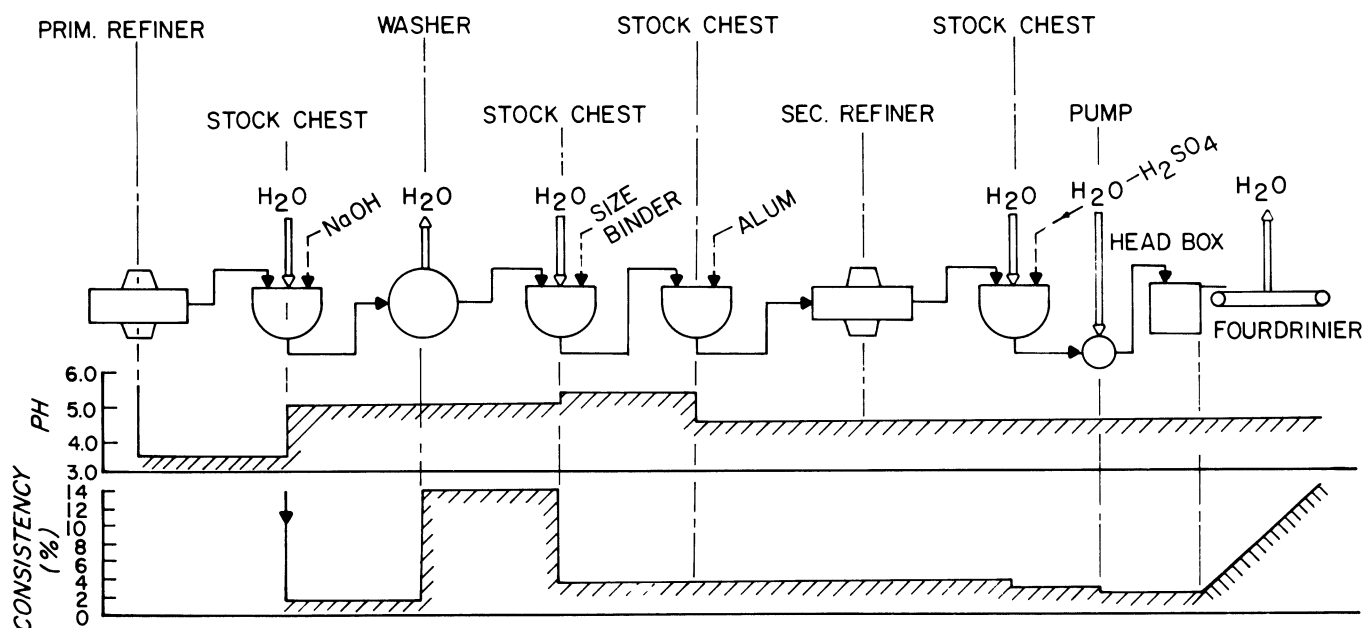 PRIM. REFINER
WASHER
STOCK CHEST
STOCK CHEST
STOCK CHEST
STOCK CHEST
SEC. REFINER
PUMP
H2O
NaOH
H2O
H2O
SIZE
BINDER
ALUM
H2O
H2O–H2SO4
H2O
HEAD BOX
FOURDRINIER
PH
6.0
5.0
4.0
3.0
CONSISTENCY
(%)
14
12
10
8
6
4
2
0